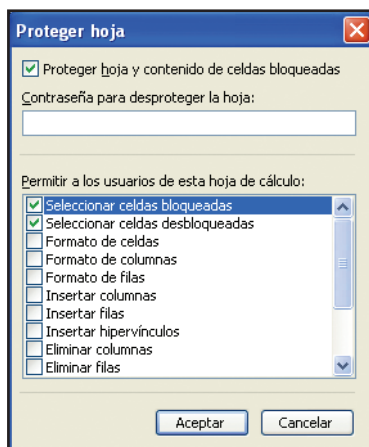 Proteger hoja
Proteger hoja y contenido de celdas bloqueadas
Contraseña para desproteger la hoja:
Permitir a los usuarios de esta hoja de cálculo:
Seleccionar celdas bloqueadas
Seleccionar celdas desbloqueadas
Formato de celdas
Formato de columnas
Formato de filas
Insertar columnas
Insertar filas
Insertar hipervínculos
Eliminar columnas
Eliminar filas
Aceptar Cancelar